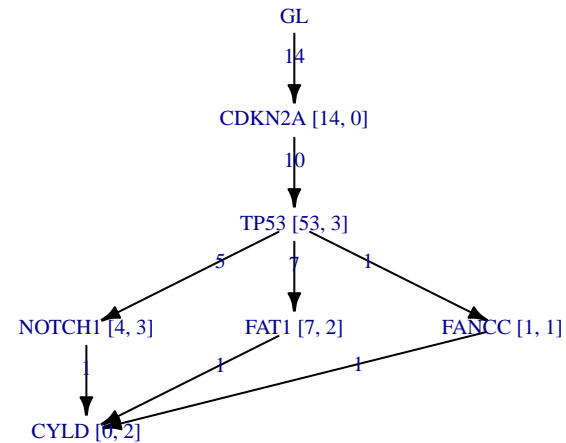 GL
14
CDKN2A [14, 0]
10
TP53 [53, 3]
5
7
1
NOTCH1 [4, 3]
FAT1 [7, 2]
FANCC [1, 1]
1
1
1
CYLD [0, 2]